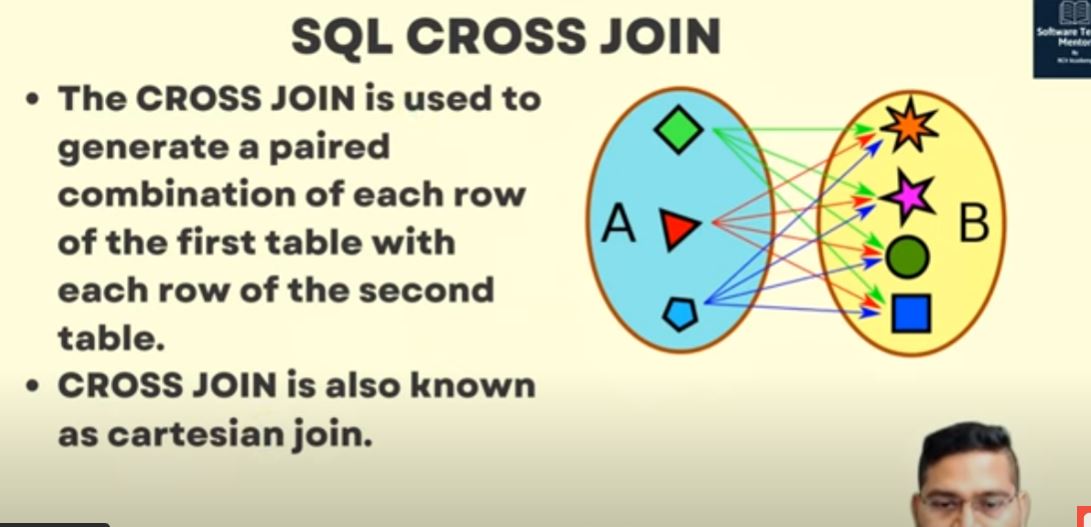 SQL CROSS JOIN
• The CROSS JOIN is used to
generate a paired
combination of each row
of the first table with
each row of the second
table.
• CROSS JOIN is also known
as cartesian join.
A
B
Software Te
Mentor
By